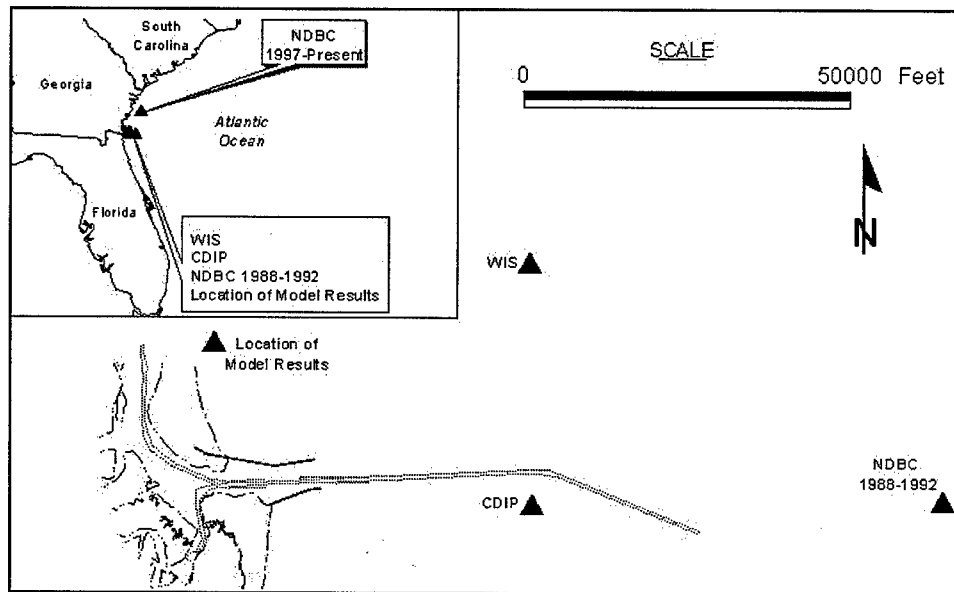 South
Carolina
NDBC
1997-Present
Georgia
Atlantic
Ocean
Florida
WIS
CDIP
NDBC 1988-1992
Location of Model Results
SCALE
0 50000 Feet
N
WIS
Location of
Model Results
CDIP
NDBC
1988-1992